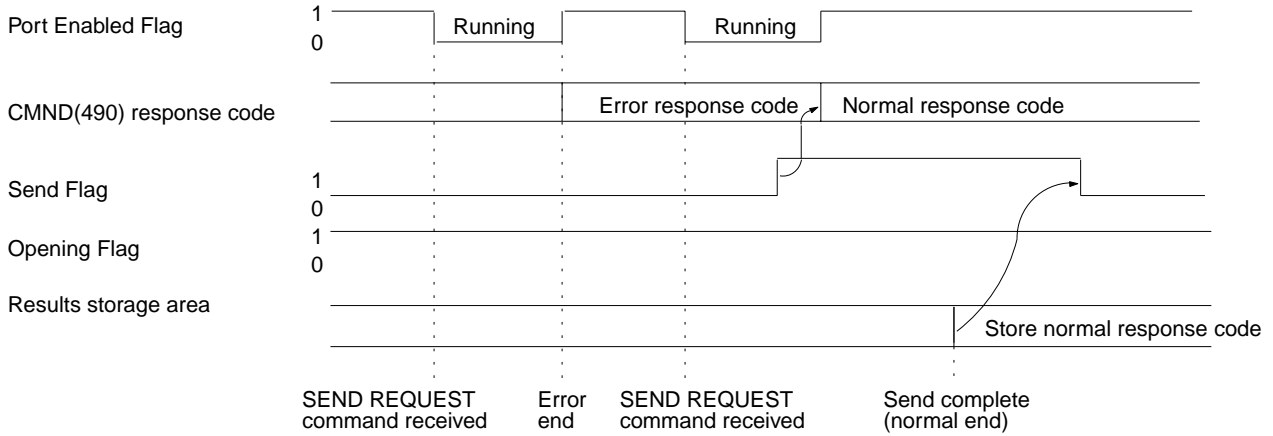 Port Enabled Flag
1
0
Running
Running
CMND(490) response code
Error response code
Normal response code
Send Flag
1
0
Opening Flag
1
0
Results storage area
Store normal response code
SEND REQUEST
command received
Error
end
SEND REQUEST
command received
Send complete
(normal end)